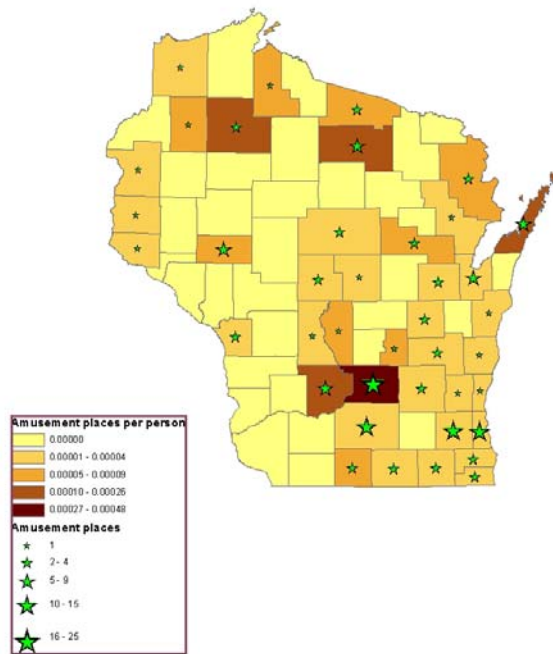 Amusement places per person
0.00000
0.00001 - 0.00004
0.00005 - 0.00009
0.00010 - 0.00026
0.00027 - 0.00048
Amusement places
1
2 - 4
5 - 9
10 - 15
16 - 25